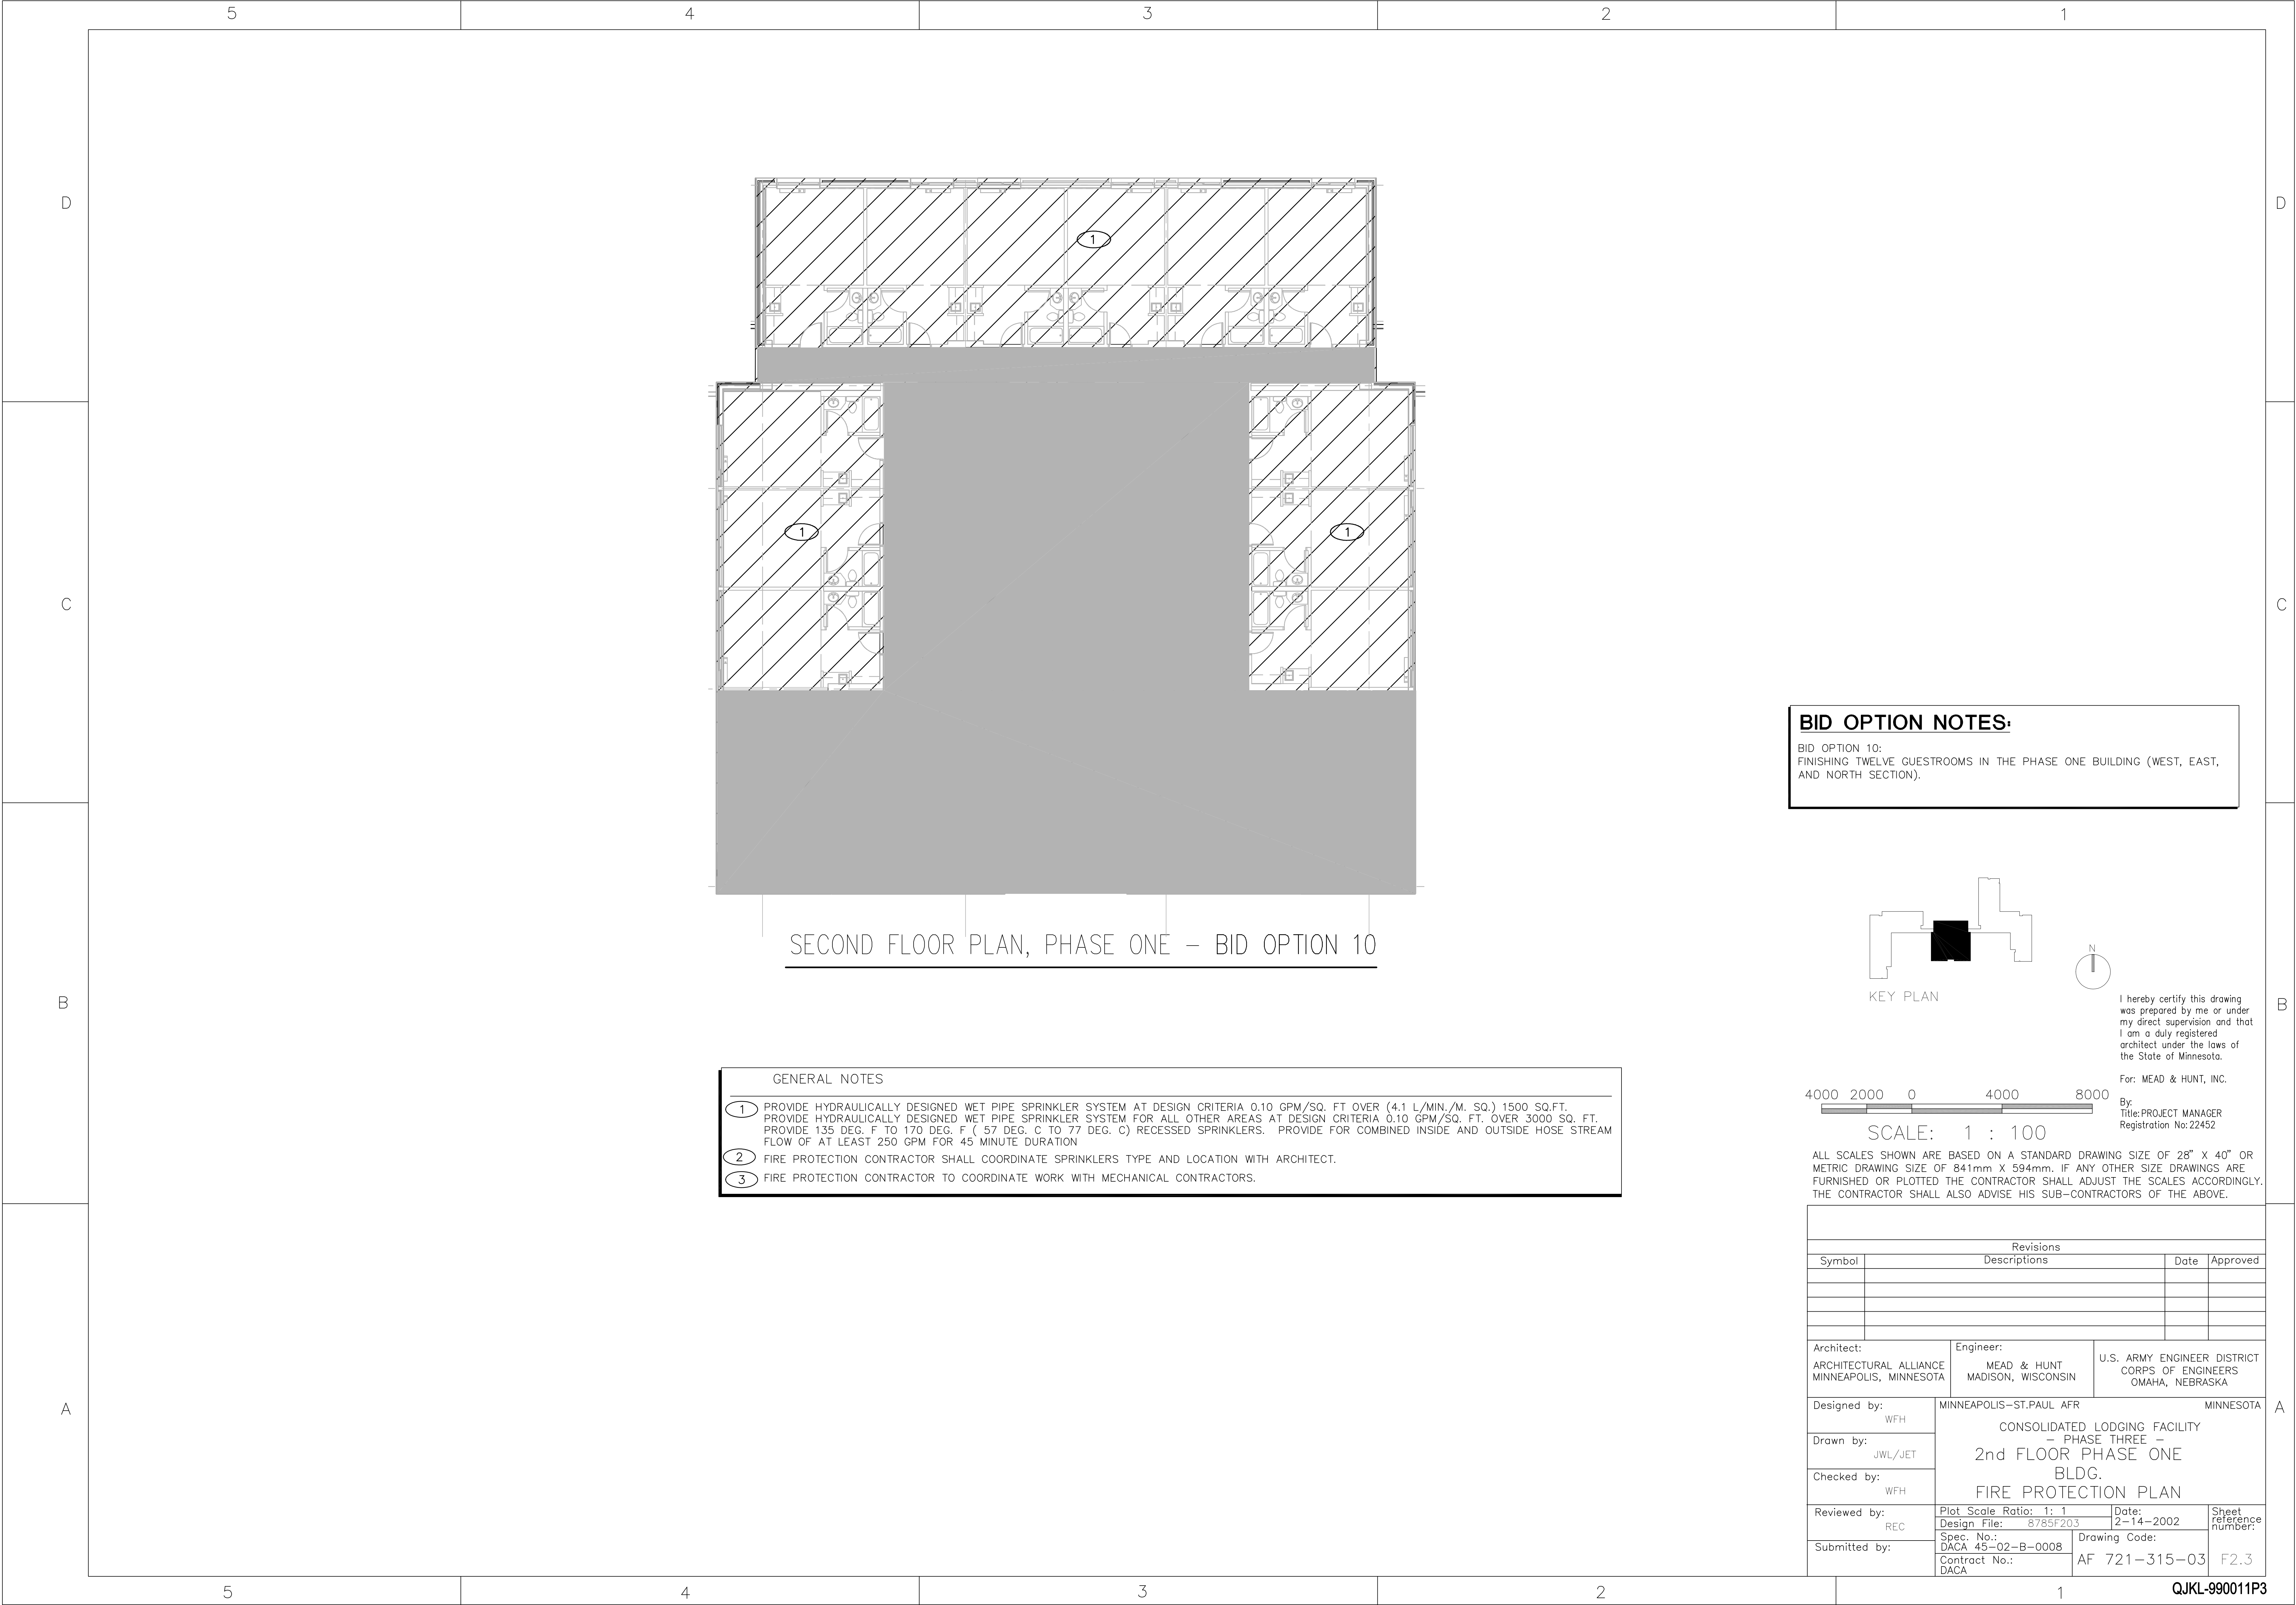 5 4 3 2 1
D D
C C
B B
A A
1
1 1
SECOND FLOOR PLAN, PHASE ONE – BID OPTION 10
GENERAL NOTES
1 PROVIDE HYDRAULICALLY DESIGNED WET PIPE SPRINKLER SYSTEM AT DESIGN CRITERIA 0.10 GPM/SQ. FT OVER (4.1 L/MIN./M. SQ.) 1500 SQ.FT.
PROVIDE HYDRAULICALLY DESIGNED WET PIPE SPRINKLER SYSTEM FOR ALL OTHER AREAS AT DESIGN CRITERIA 0.10 GPM/SQ. FT. OVER 3000 SQ. FT.
PROVIDE 135 DEG. F TO 170 DEG. F ( 57 DEG. C TO 77 DEG. C) RECESSED SPRINKLERS. PROVIDE FOR COMBINED INSIDE AND OUTSIDE HOSE STREAM
FLOW OF AT LEAST 250 GPM FOR 45 MINUTE DURATION
2 FIRE PROTECTION CONTRACTOR SHALL COORDINATE SPRINKLERS TYPE AND LOCATION WITH ARCHITECT.
3 FIRE PROTECTION CONTRACTOR TO COORDINATE WORK WITH MECHANICAL CONTRACTORS.
BID OPTION NOTES:
BID OPTION 10:
FINISHING TWELVE GUESTROOMS IN THE PHASE ONE BUILDING (WEST, EAST,
AND NORTH SECTION).
N
KEY PLAN
I hereby certify this drawing
was prepared by me or under
my direct supervision and that
I am a duly registered
architect under the laws of
the State of Minnesota.
For: MEAD & HUNT, INC.
By:
Title: PROJECT MANAGER
Registration No: 22452
4000 2000 0 4000 8000
SCALE: 1 : 100
ALL SCALES SHOWN ARE BASED ON A STANDARD DRAWING SIZE OF 28" X 40" OR
METRIC DRAWING SIZE OF 841mm X 594mm. IF ANY OTHER SIZE DRAWINGS ARE
FURNISHED OR PLOTTED THE CONTRACTOR SHALL ADJUST THE SCALES ACCORDINGLY.
THE CONTRACTOR SHALL ALSO ADVISE HIS SUB-CONTRACTORS OF THE ABOVE.
Revisions
Symbol Descriptions Date Approved
Architect:
ARCHITECTURAL ALLIANCE
MINNEAPOLIS, MINNESOTA
Engineer:
MEAD & HUNT
MADISON, WISCONSIN
U.S. ARMY ENGINEER DISTRICT
CORPS OF ENGINEERS
OMAHA, NEBRASKA
Designed by:
WFH
Drawn by:
JWL/JET
Checked by:
WFH
Reviewed by:
REC
Submitted by:
MINNEAPOLIS-ST.PAUL AFR MINNESOTA
CONSOLIDATED LODGING FACILITY
– PHASE THREE –
2nd FLOOR PHASE ONE
BLDG.
FIRE PROTECTION PLAN
Plot Scale Ratio: 1: 1
Design File: 8785F203
Date:
2-14-2002
Sheet
reference
number:
F2.3
Spec. No.:
DACA 45-02-B-0008
Contract No.:
DACA
Drawing Code:
AF 721-315-03
5 4 3 2 1
QJKL-990011P3